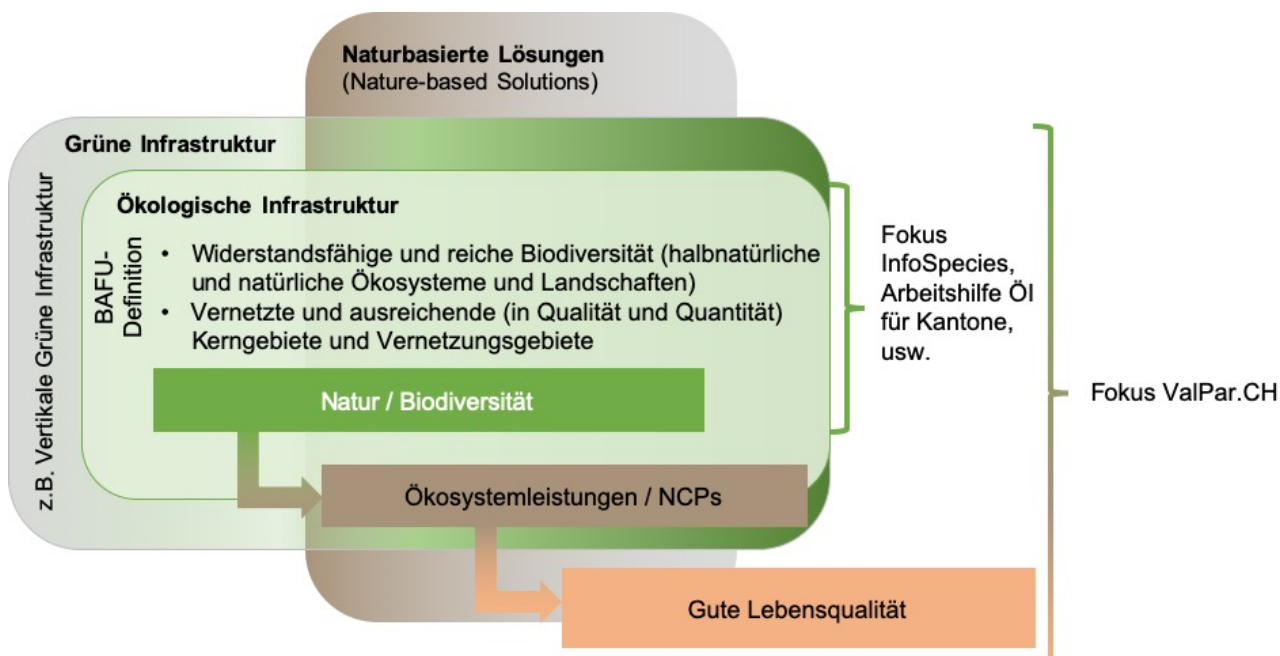 Naturbasierte Lösungen
(Nature-based Solutions)
Grüne Infrastruktur
z.B. Vertikale Grüne Infrastruktur
Ökologische Infrastruktur
BAFU-
Definition
• Widerstandsfähige und reiche Biodiversität (halbnatürliche
und natürliche Ökosysteme und Landschaften)
• Vernetzte und ausreichende (in Qualität und Quantität)
Kerngebiete und Vernetzungsgebiete
Natur / Biodiversität
Ökosystemleistungen / NCPs
Gute Lebensqualität
Fokus
InfoSpecies,
Arbeitshilfe ÖI
für Kantone,
usw.
Fokus ValPar.CH